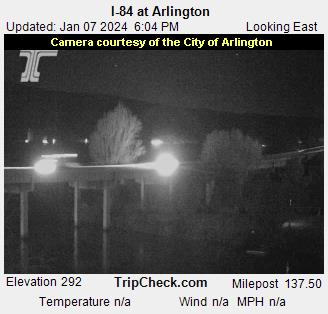 I-84 at Arlington
Updated: Jan 07 2024 6:04 PM Looking East
Camera courtesy of the City of Arlington
Elevation 292 TripCheck.com Milepost 137.50
Temperature n/a Wind n/a MPH n/a